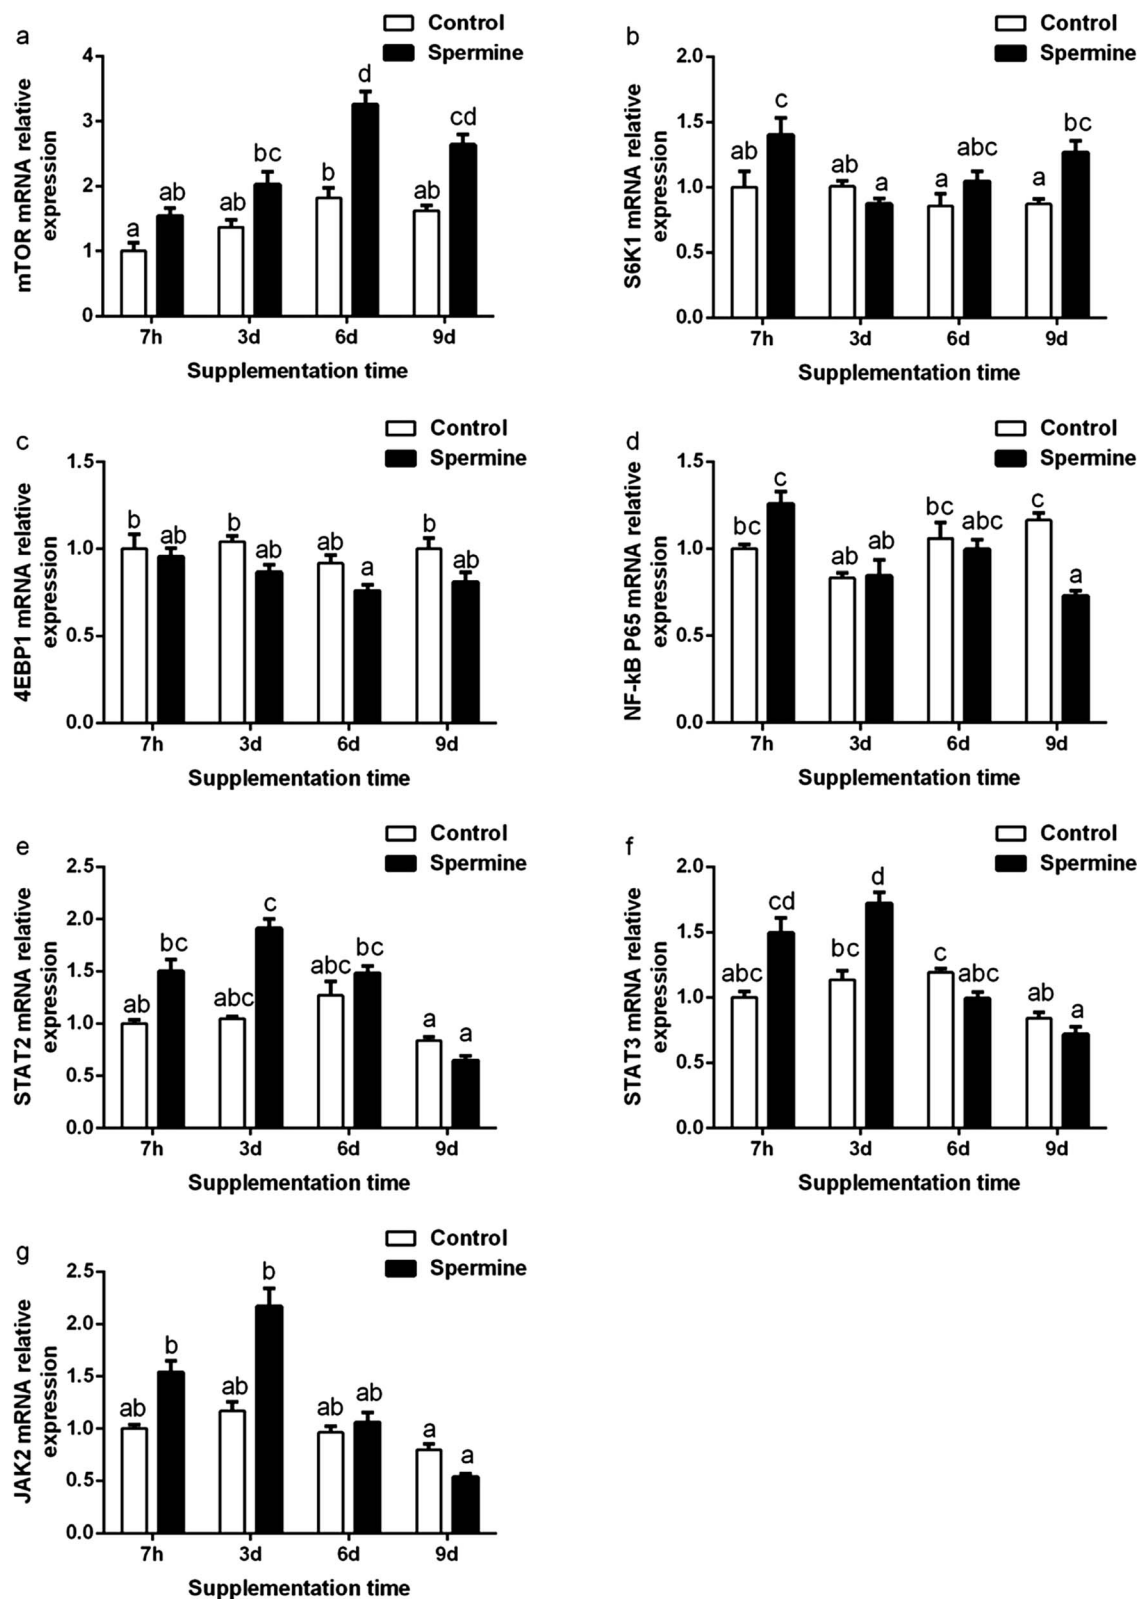 a
Control
Spermine
mTOR mRNA relative
expression
4
3
2
1
0
a
ab
ab
bc
b
d
ab
cd
7h 3d 6d 9d
Supplementation time
b
Control
Spermine
S6K1 mRNA relative
expression
2.0
1.5
1.0
0.5
0.0
ab
c
ab
a
a
abc
a
bc
7h 3d 6d 9d
Supplementation time
c
Control
Spermine
4EBP1 mRNA relative
expression
1.5
1.0
0.5
0.0
b
ab
b
ab
ab
a
b
ab
7h 3d 6d 9d
Supplementation time
d
Control
Spermine
NF-kB P65 mRNA relative
expression
1.5
1.0
0.5
0.0
bc
c
ab
ab
bc
abc
c
a
7h 3d 6d 9d
Supplementation time
e
Control
Spermine
STAT2 mRNA relative
expression
2.5
2.0
1.5
1.0
0.5
0.0
ab
bc
abc
c
abc
bc
a
a
7h 3d 6d 9d
Supplementation time
f
Control
Spermine
STAT3 mRNA relative
expression
2.0
1.5
1.0
0.5
0.0
abc
cd
bc
d
c
abc
ab
a
7h 3d 6d 9d
Supplementation time
g
Control
Spermine
JAK2 mRNA relative
expression
2.5
2.0
1.5
1.0
0.5
0.0
ab
b
ab
b
ab
ab
a
a
7h 3d 6d 9d
Supplementation time